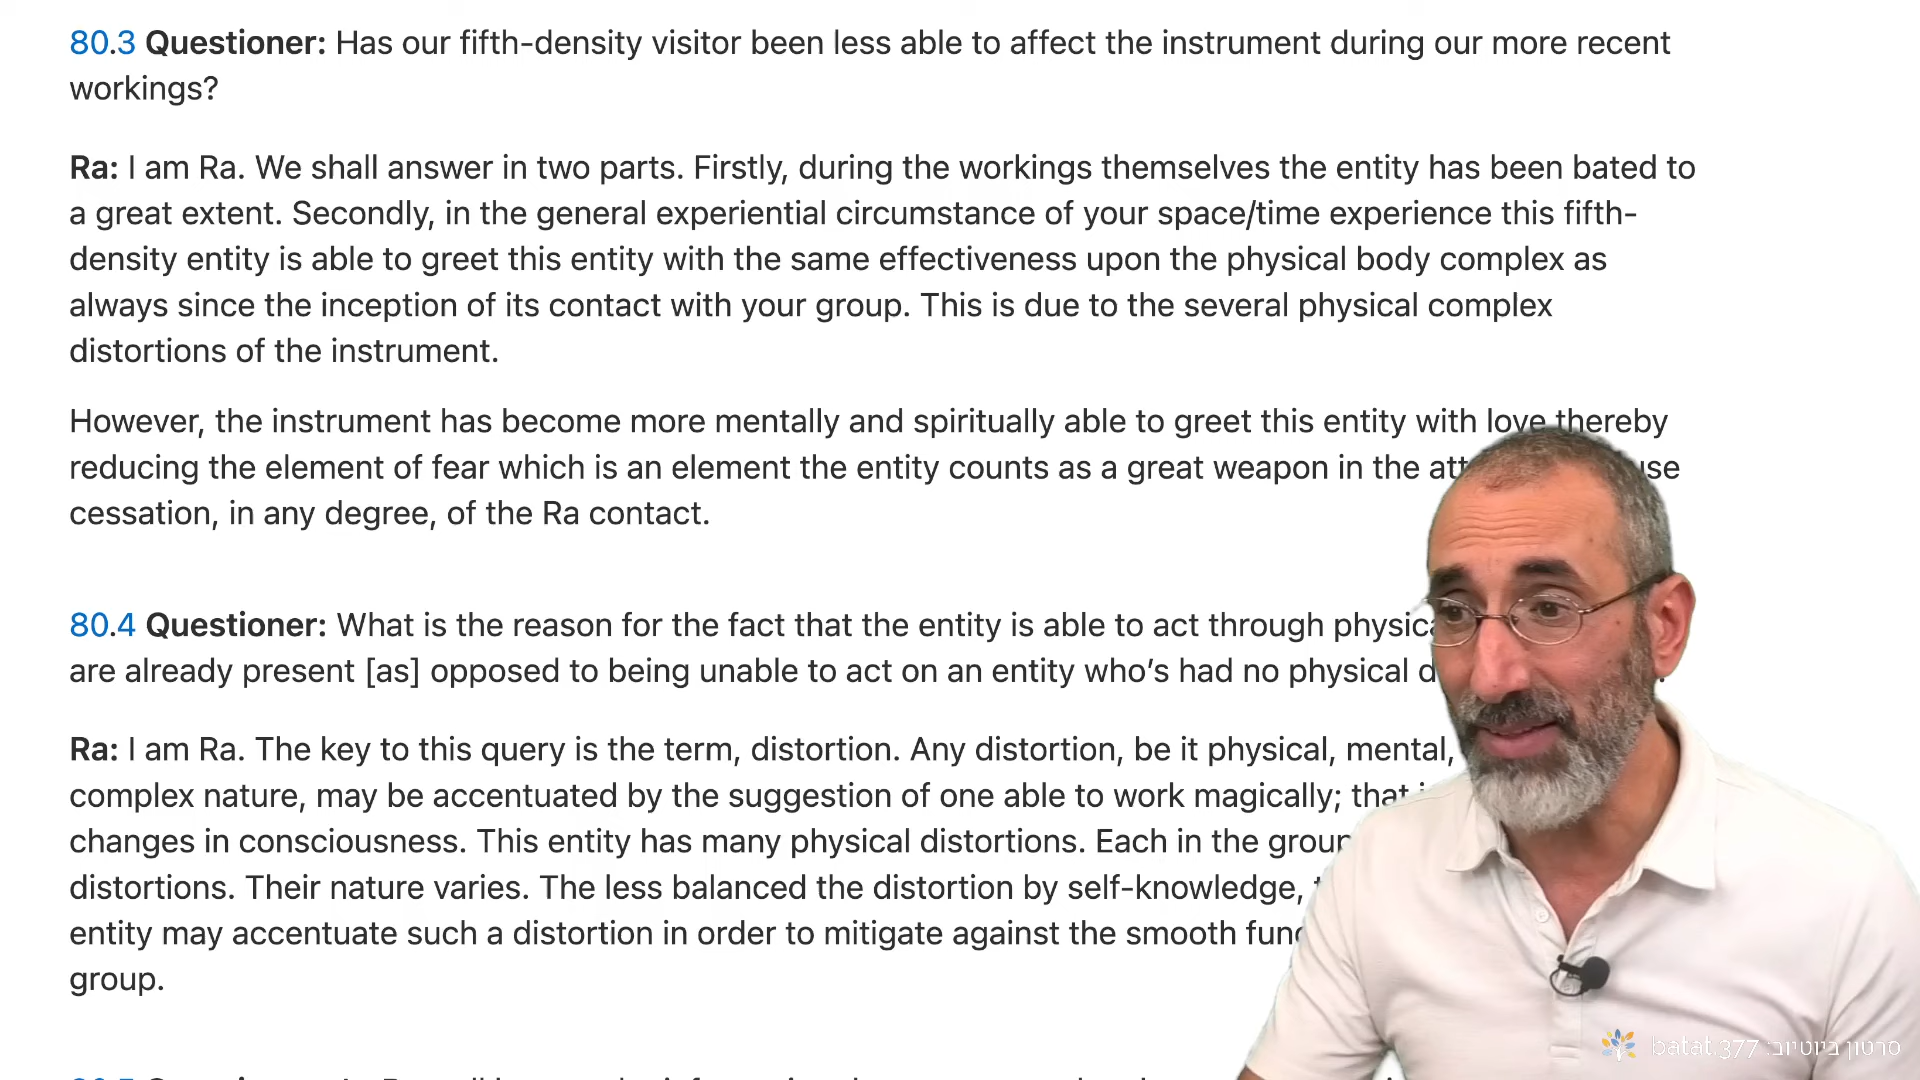 80.3 Questioner: Has our fifth-density visitor been less able to affect the instrument during our more recent
workings?
Ra: I am Ra. We shall answer in two parts. Firstly, during the workings themselves the entity has been bated to
a great extent. Secondly, in the general experiential circumstance of your space/time experience this fifth-
density entity is able to greet this entity with the same effectiveness upon the physical body complex as
always since the inception of its contact with your group. This is due to the several physical complex
distortions of the instrument.
However, the instrument has become more mentally and spiritually able to greet this entity with love thereby
reducing the element of fear which is an element the entity counts as a great weapon in the
cessation, in any degree, of the Ra contact.
80.4 Questioner: What is the reason for the fact that the entity is able to act through
are already present [as] opposed to being unable to act on an entity who's had no physical
Ra: I am Ra. The key to this query is the term, distortion. Any distortion, be it physical, mental,
complex nature, may be accentuated by the suggestion of one able to work magically;
changes in consciousness. This entity has many physical distortions. Each in the
distortions. Their nature varies. The less balanced the distortion by self-knowledge,
entity may accentuate such a distortion in order to mitigate against the smooth
group.
סרטון ביוטיוב: batat.377